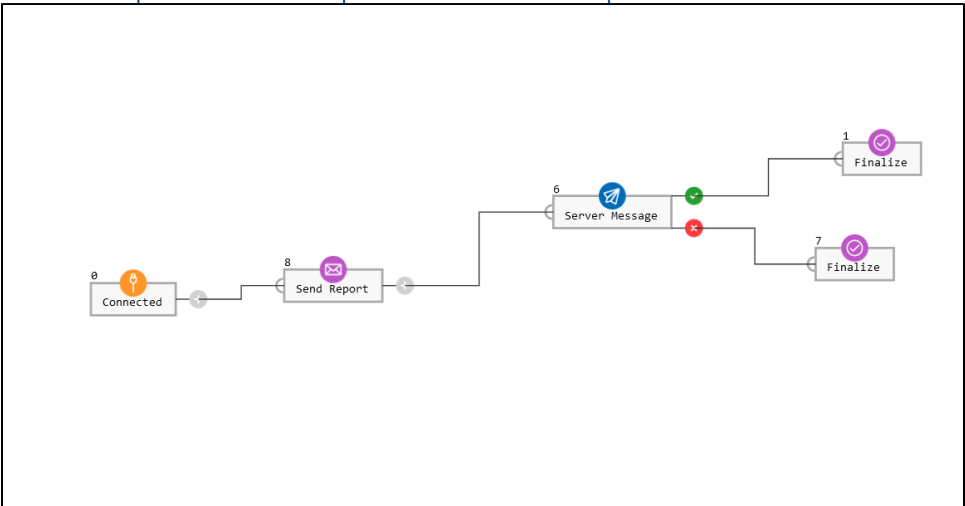 0
Connected
8
Send Report
6
Server Message
1
Finalize
7
Finalize